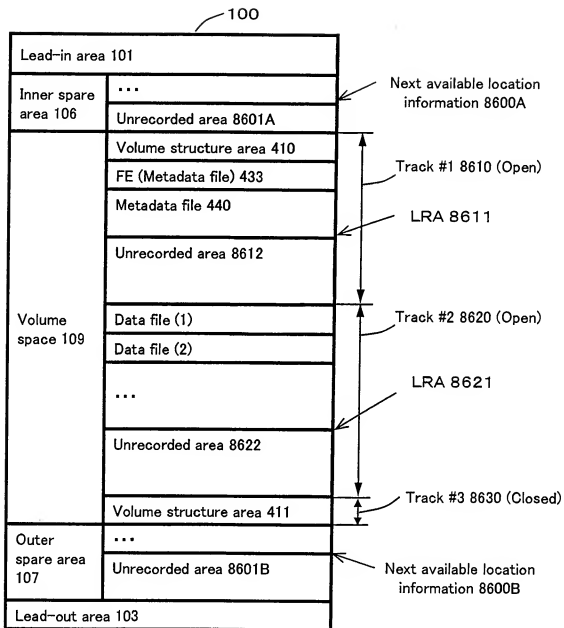 100
Lead-in area 101
Inner spare
area 106
...
Unrecorded area 8601A
Next available location
information 8600A
Volume
space 109
Volume structure area 410
FE (Metadata file) 433
Metadata file 440
Unrecorded area 8612
Track #1 8610 (Open)
LRA 8611
Data file (1)
Data file (2)
...
Unrecorded area 8622
Track #2 8620 (Open)
LRA 8621
Volume structure area 411
Track #3 8630 (Closed)
Outer
spare area
107
...
Unrecorded area 8601B
Next available location
information 8600B
Lead-out area 103